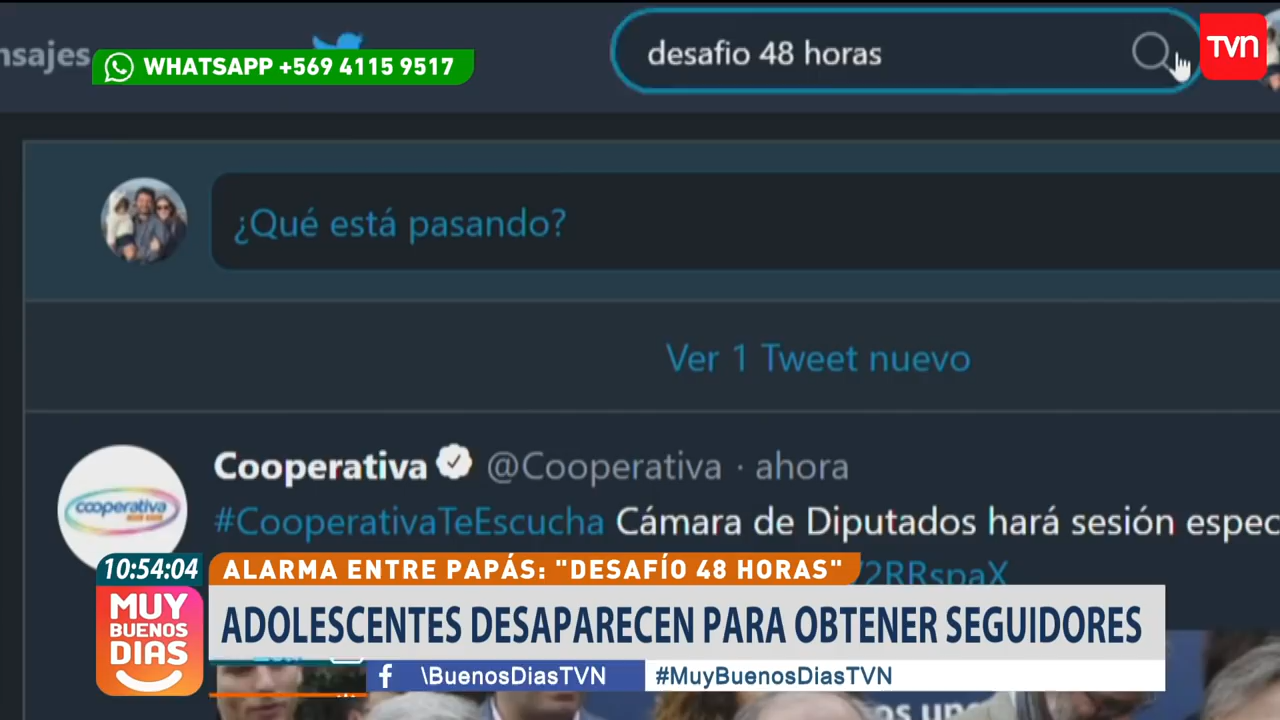 nsajes
WHATSAPP +569 4115 9517
desafio 48 horas
TVN
¿Qué está pasando?
Ver 1 Tweet nuevo
Cooperativa @Cooperativa · ahora
cooperativa
#CooperativaTeEscucha Cámara de Diputados hará sesión espec
2RRspaX
10:54:04
ALARMA ENTRE PAPÁS: "DESAFÍO 48 HORAS"
MUY
BUENOS
DIAS
ADOLESCENTES DESAPARECEN PARA OBTENER SEGUIDORES
f \BuenosDiasTVN
#MuyBuenosDiasTVN